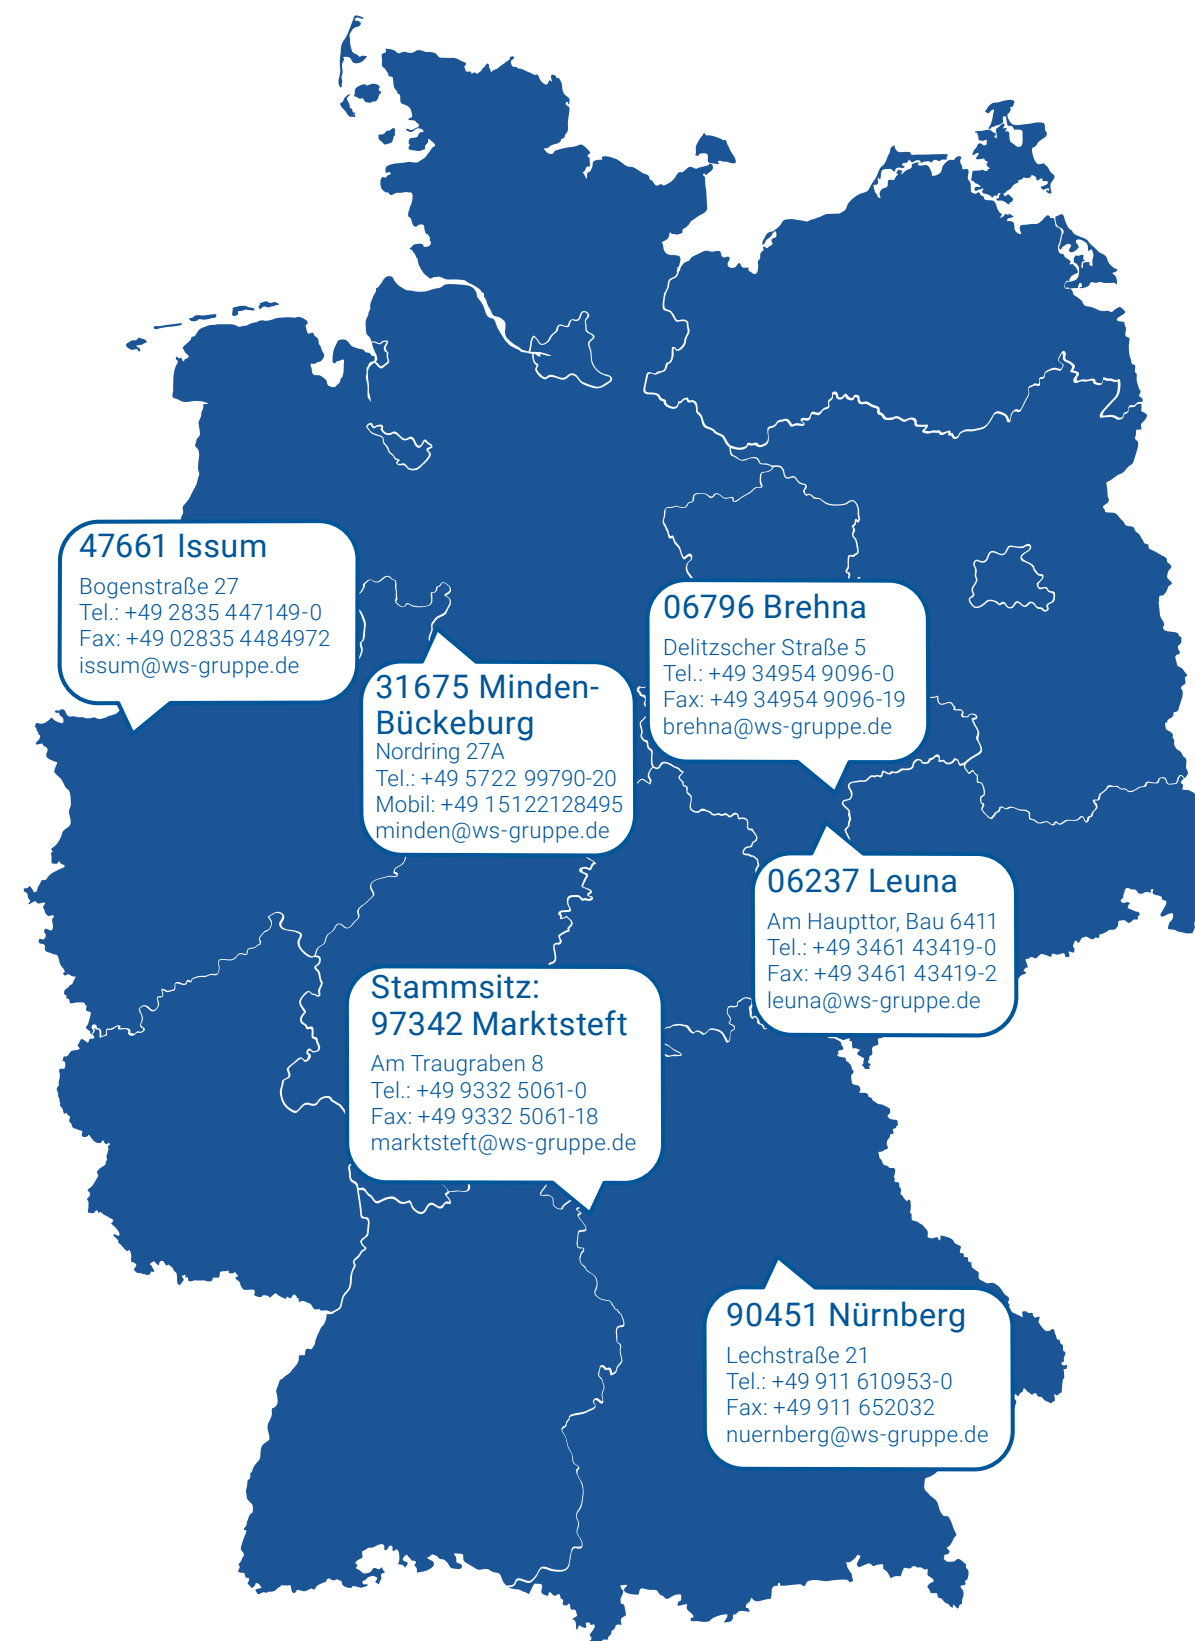 47661 Issum
Bogenstraße 27
Tel.: +49 2835 447149-0
Fax: +49 02835 4484972
issum@ws-gruppe.de
31675 Minden-
Bückeburg
Nordring 27A
Tel.: +49 5722 99790-20
Mobil: +49 15122128495
minden@ws-gruppe.de
06796 Brehna
Delitzscher Straße 5
Tel.: +49 34954 9096-0
Fax: +49 34954 9096-19
brehna@ws-gruppe.de
06237 Leuna
Am Haupttor, Bau 6411
Tel.: +49 3461 43419-0
Fax: +49 3461 43419-2
leuna@ws-gruppe.de
Stammsitz:
97342 Marktsteft
Am Traugraben 8
Tel.: +49 9332 5061-0
Fax: +49 9332 5061-18
marktsteft@ws-gruppe.de
90451 Nürnberg
Lechstraße 21
Tel.: +49 911 610953-0
Fax: +49 911 652032
nuernberg@ws-gruppe.de